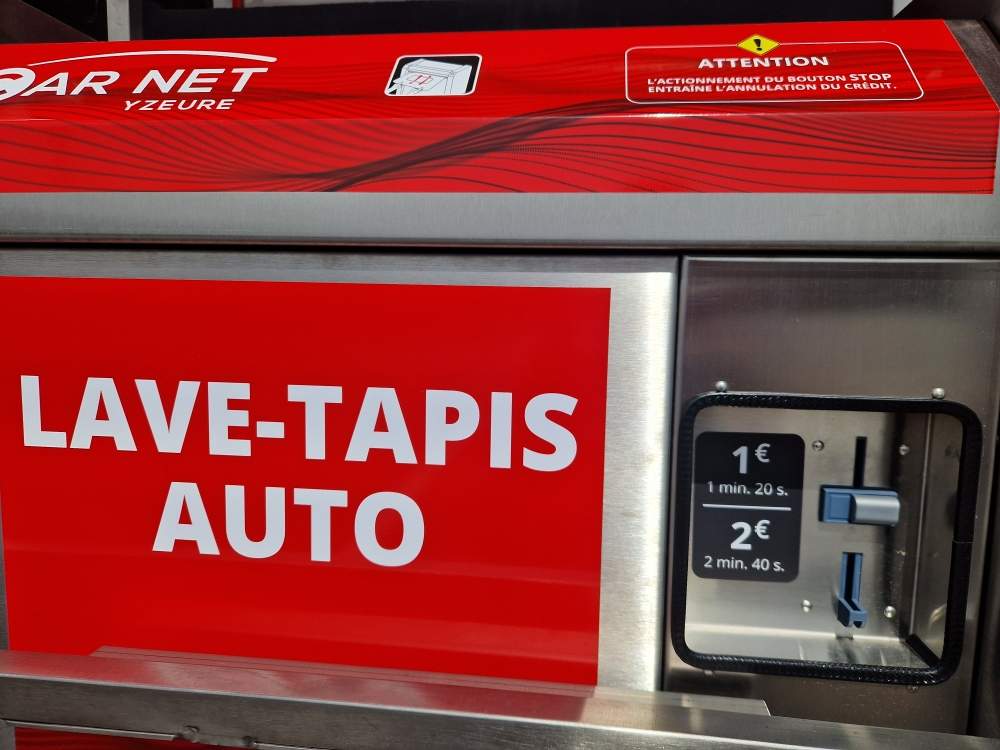 CAR NET
YZEURE
ATTENTION
L'ACTIONNEMENT DU BOUTON STOP
ENTRAÎNE L'ANNULATION DU CRÉDIT.
LAVE-TAPIS
AUTO
1€
1 min. 20 s.
2€
2 min. 40 s.